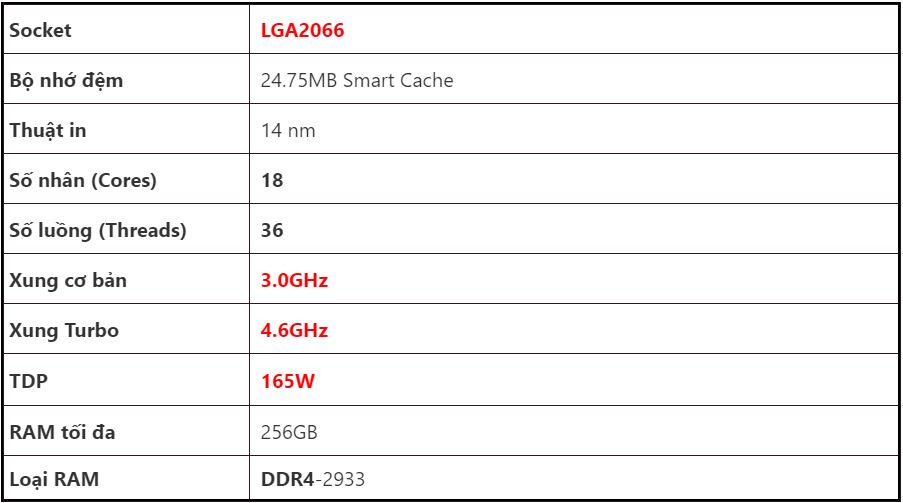 Socket LGA2066
Bộ nhớ đệm 24.75MB Smart Cache
Thuật in 14 nm
Số nhân (Cores) 18
Số luồng (Threads) 36
Xung cơ bản 3.0GHz
Xung Turbo 4.6GHz
TDP 165W
RAM tối đa 256GB
Loại RAM DDR4-2933